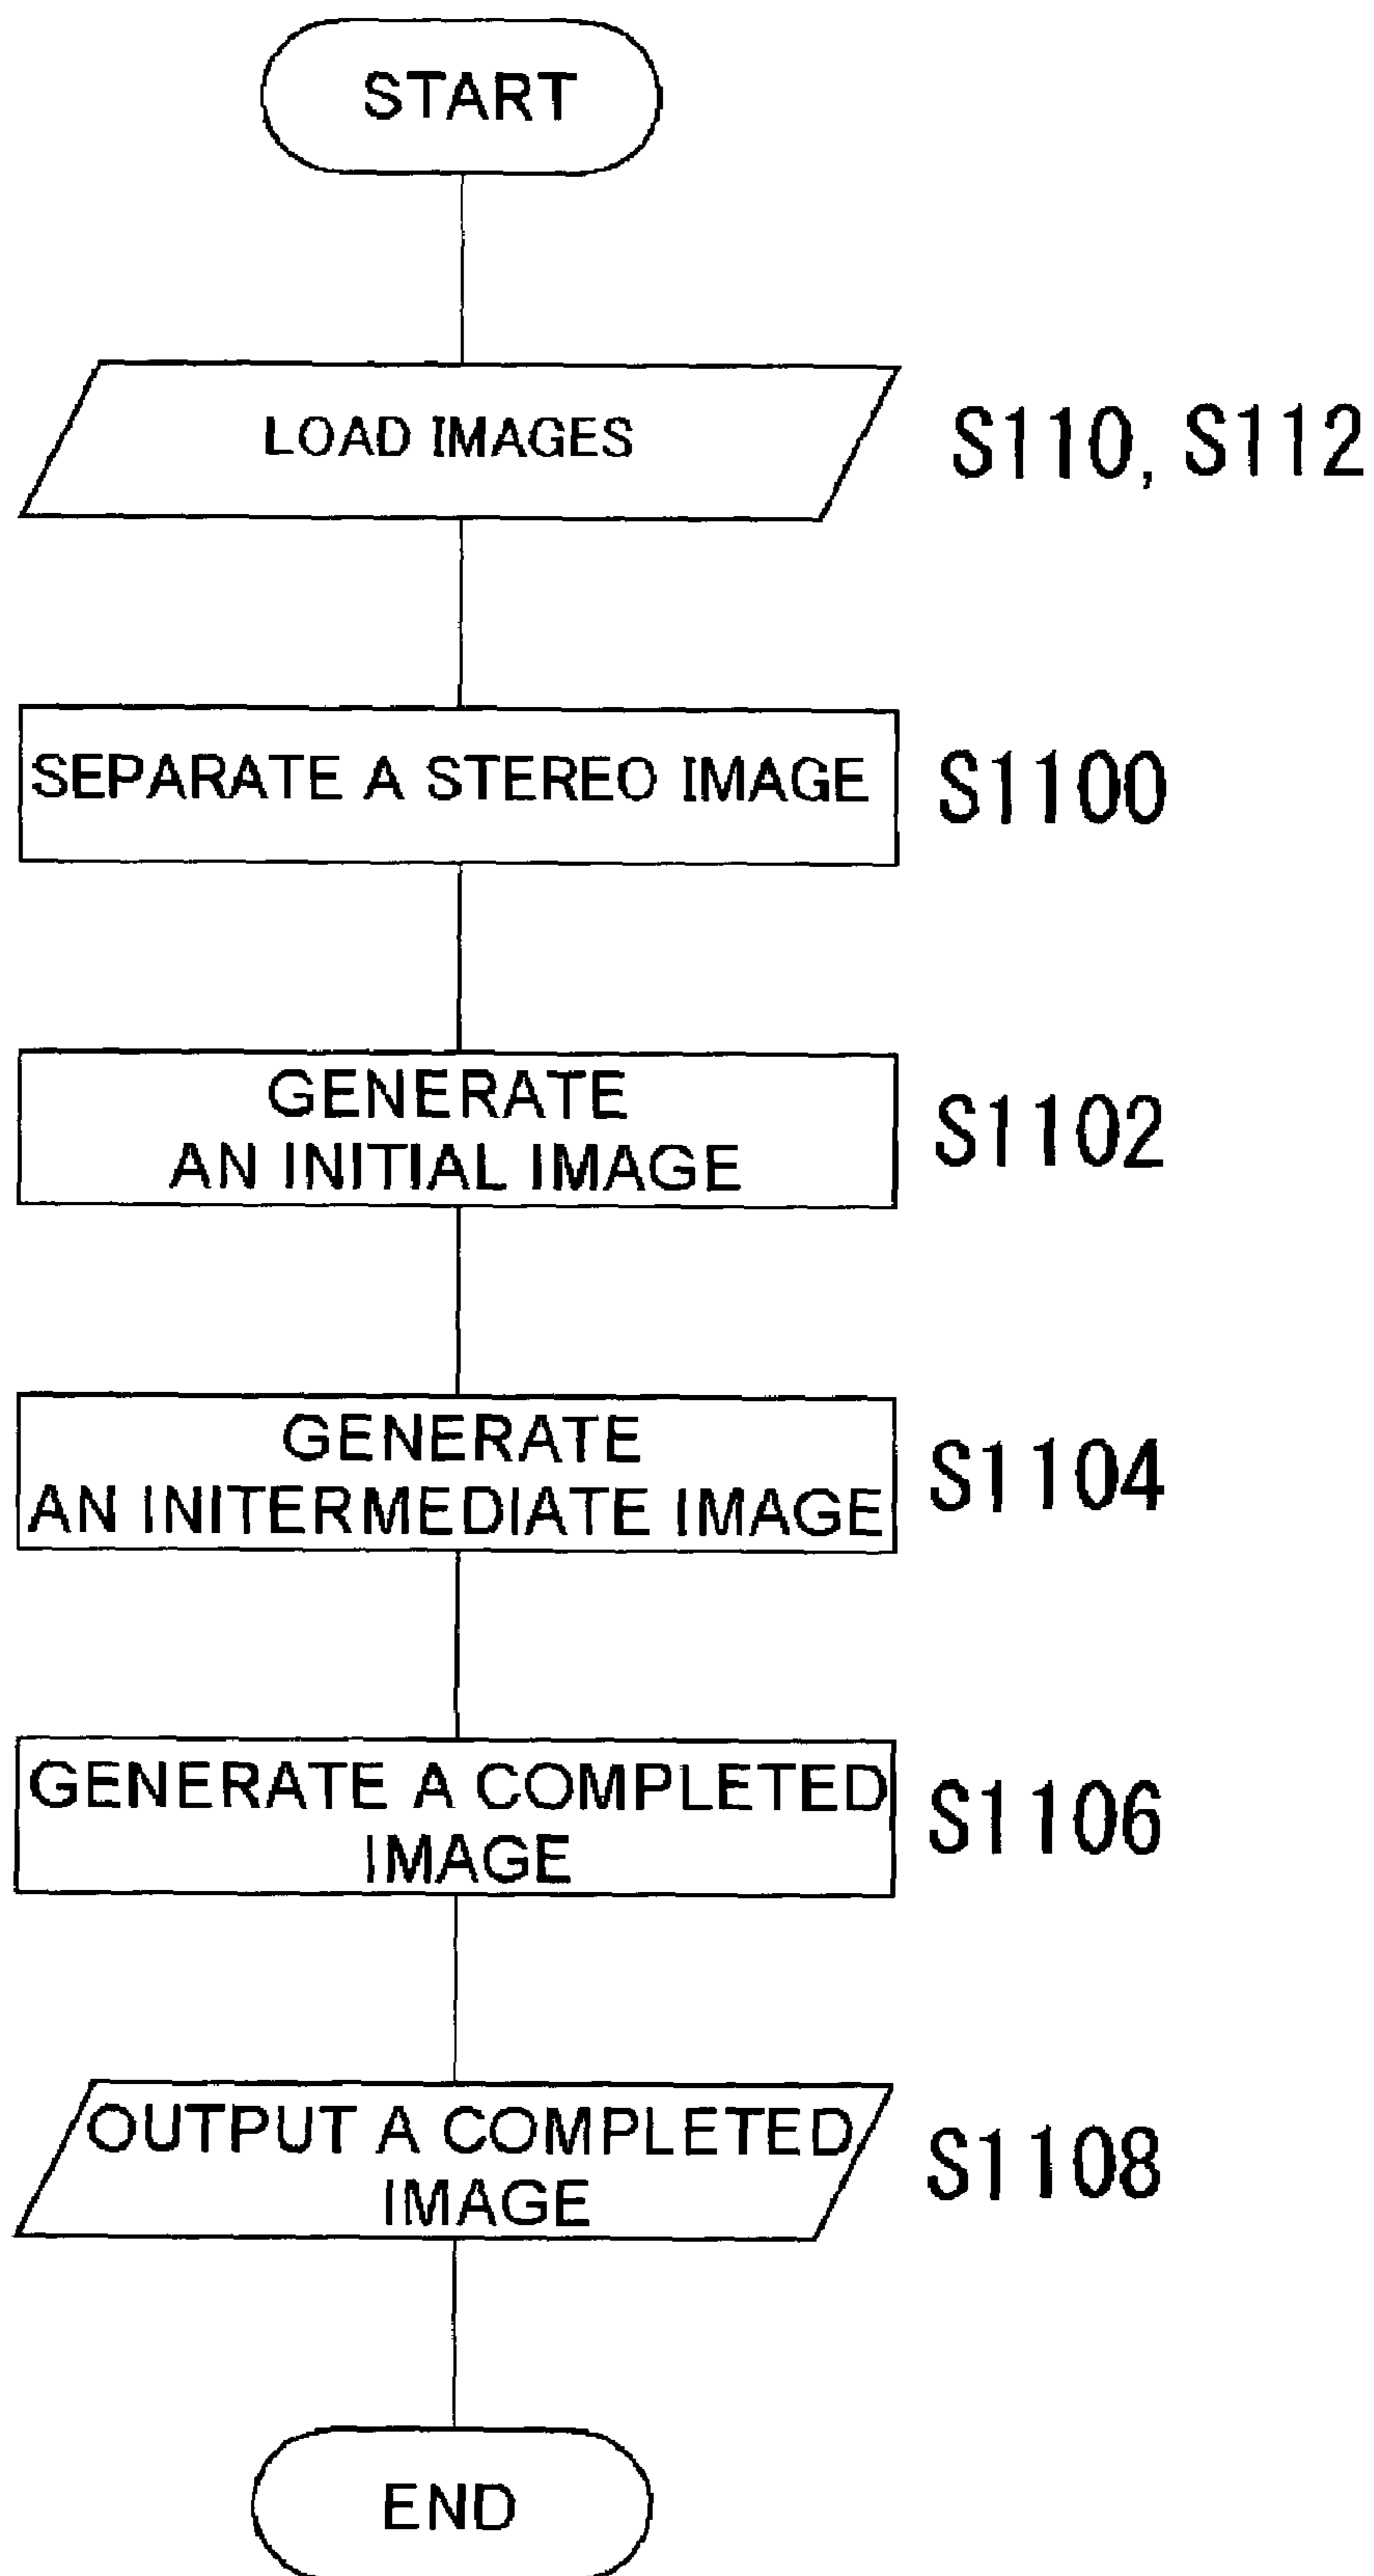 START
LOAD IMAGES
S110, S112
SEPARATE A STEREO IMAGE
S1100
GENERATE
AN INITIAL IMAGE
S1102
GENERATE
AN INITERMEDIATE IMAGE
S1104
GENERATE A COMPLETED
IMAGE
S1106
OUTPUT A COMPLETED
IMAGE
S1108
END